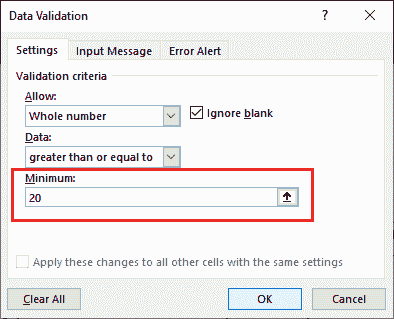 Data Validation ? ×
Settings Input Message Error Alert
Validation criteria
Allow:
Whole number Ignore blank
Data:
greater than or equal to
Minimum:
20
Apply these changes to all other cells with the same settings
Clear All OK Cancel